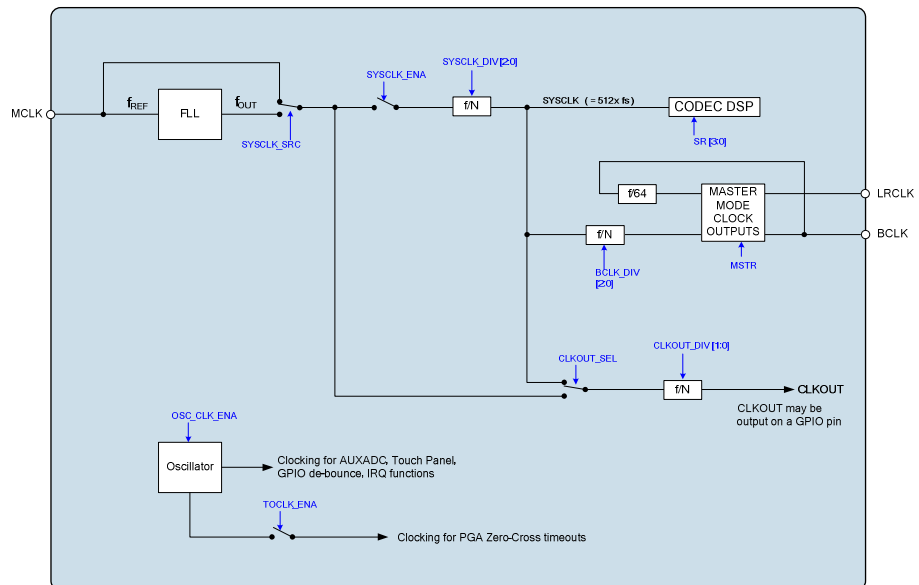 SYSCLK_DIV[2:0]
SYSCLK_ENA
MCLK
fREF
FLL
fOUT
f/N
SYSCLK ( = 512x fs)
CODEC DSP
SYSCLK_SRC
SR [3:0]
f/64
MASTER
MODE
CLOCK
OUTPUTS
LRCLK
f/N
BCLK
MSTR
BCLK_DIV
[2:0]
CLKOUT_SEL
CLKOUT_DIV [1:0]
f/N
CLKOUT
CLKOUT may be
output on a GPIO pin
OSC_CLK_ENA
Oscillator
Clocking for AUXADC, Touch Panel,
GPIO de-bounce, IRQ functions
TOCLK_ENA
Clocking for PGA Zero-Cross timeouts